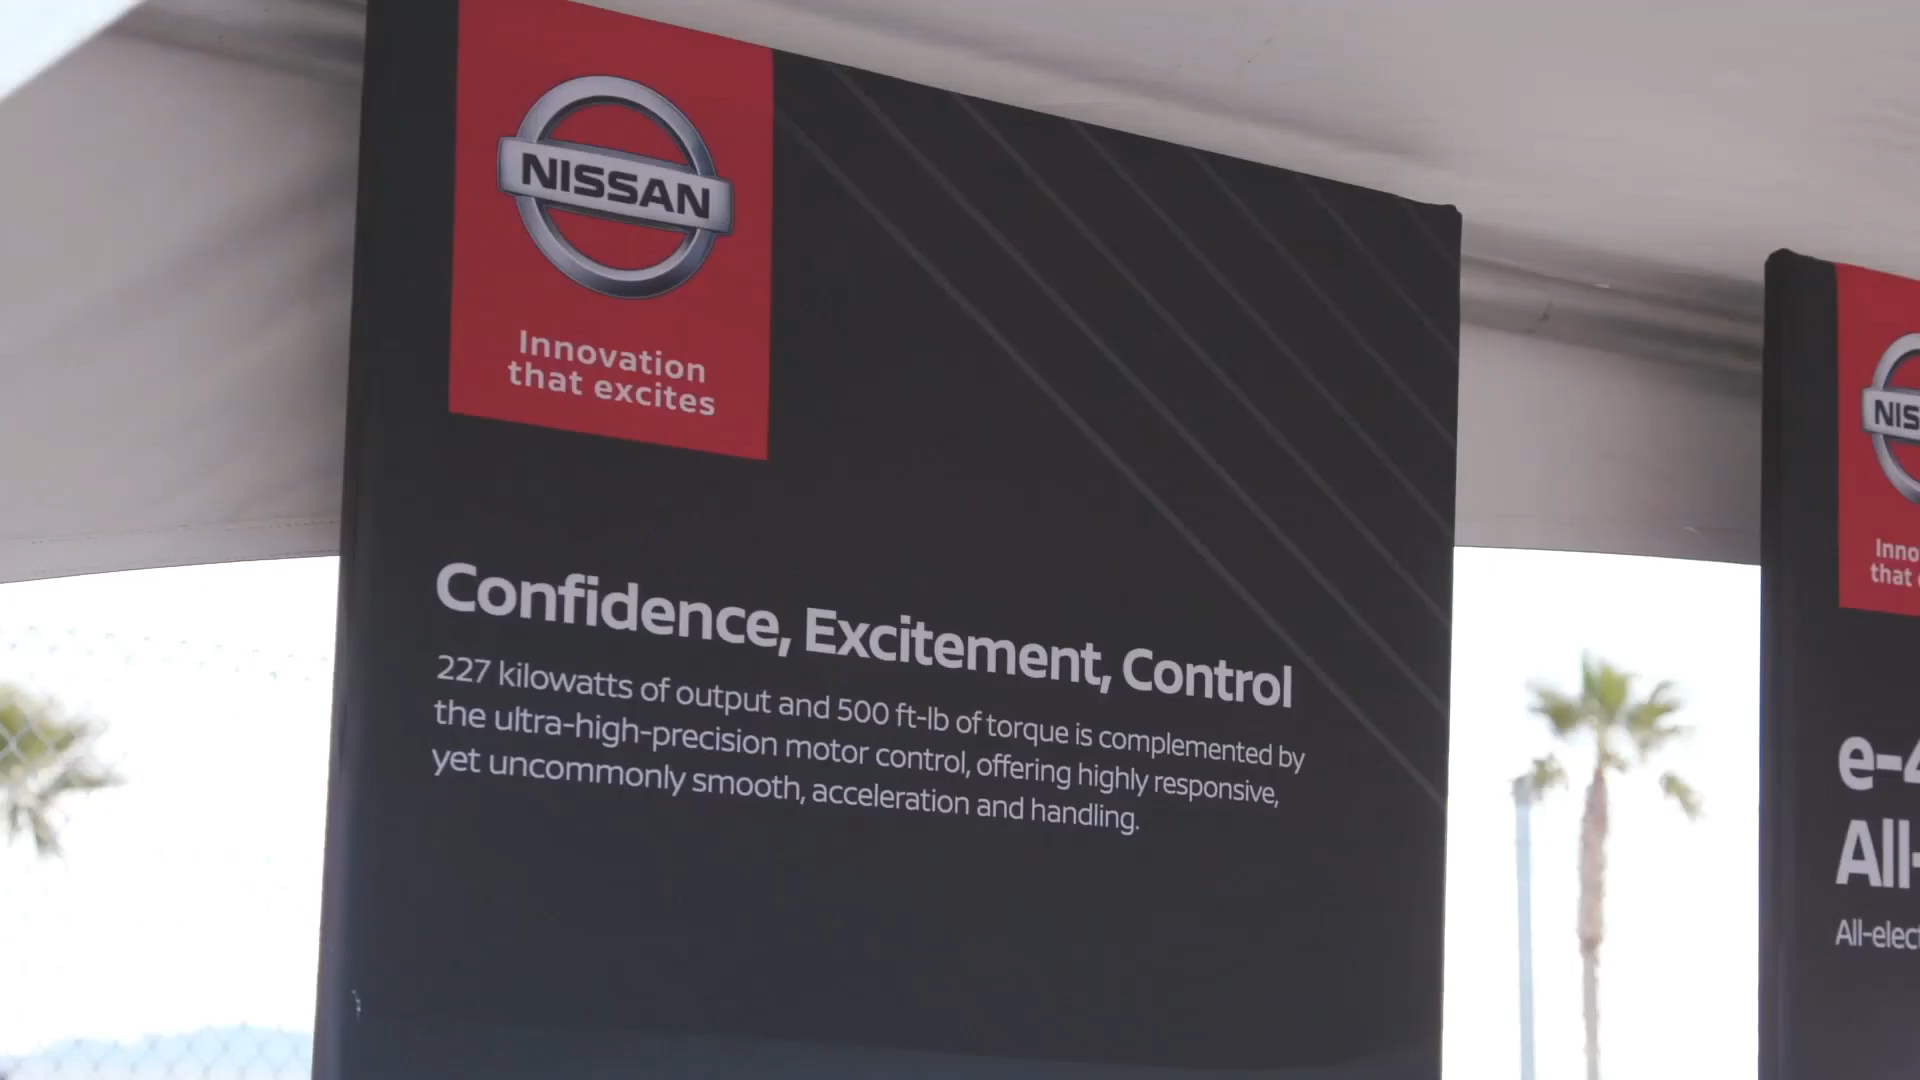 NISSAN
Innovation
that excites
Confidence, Excitement, Control
227 kilowatts of output and 500 ft-lb of torque is complemented by
the ultra-high-precision motor control, offering highly responsive,
yet uncommonly smooth, acceleration and handling.
NIS
Inno
that
e-4
All-
All-elect